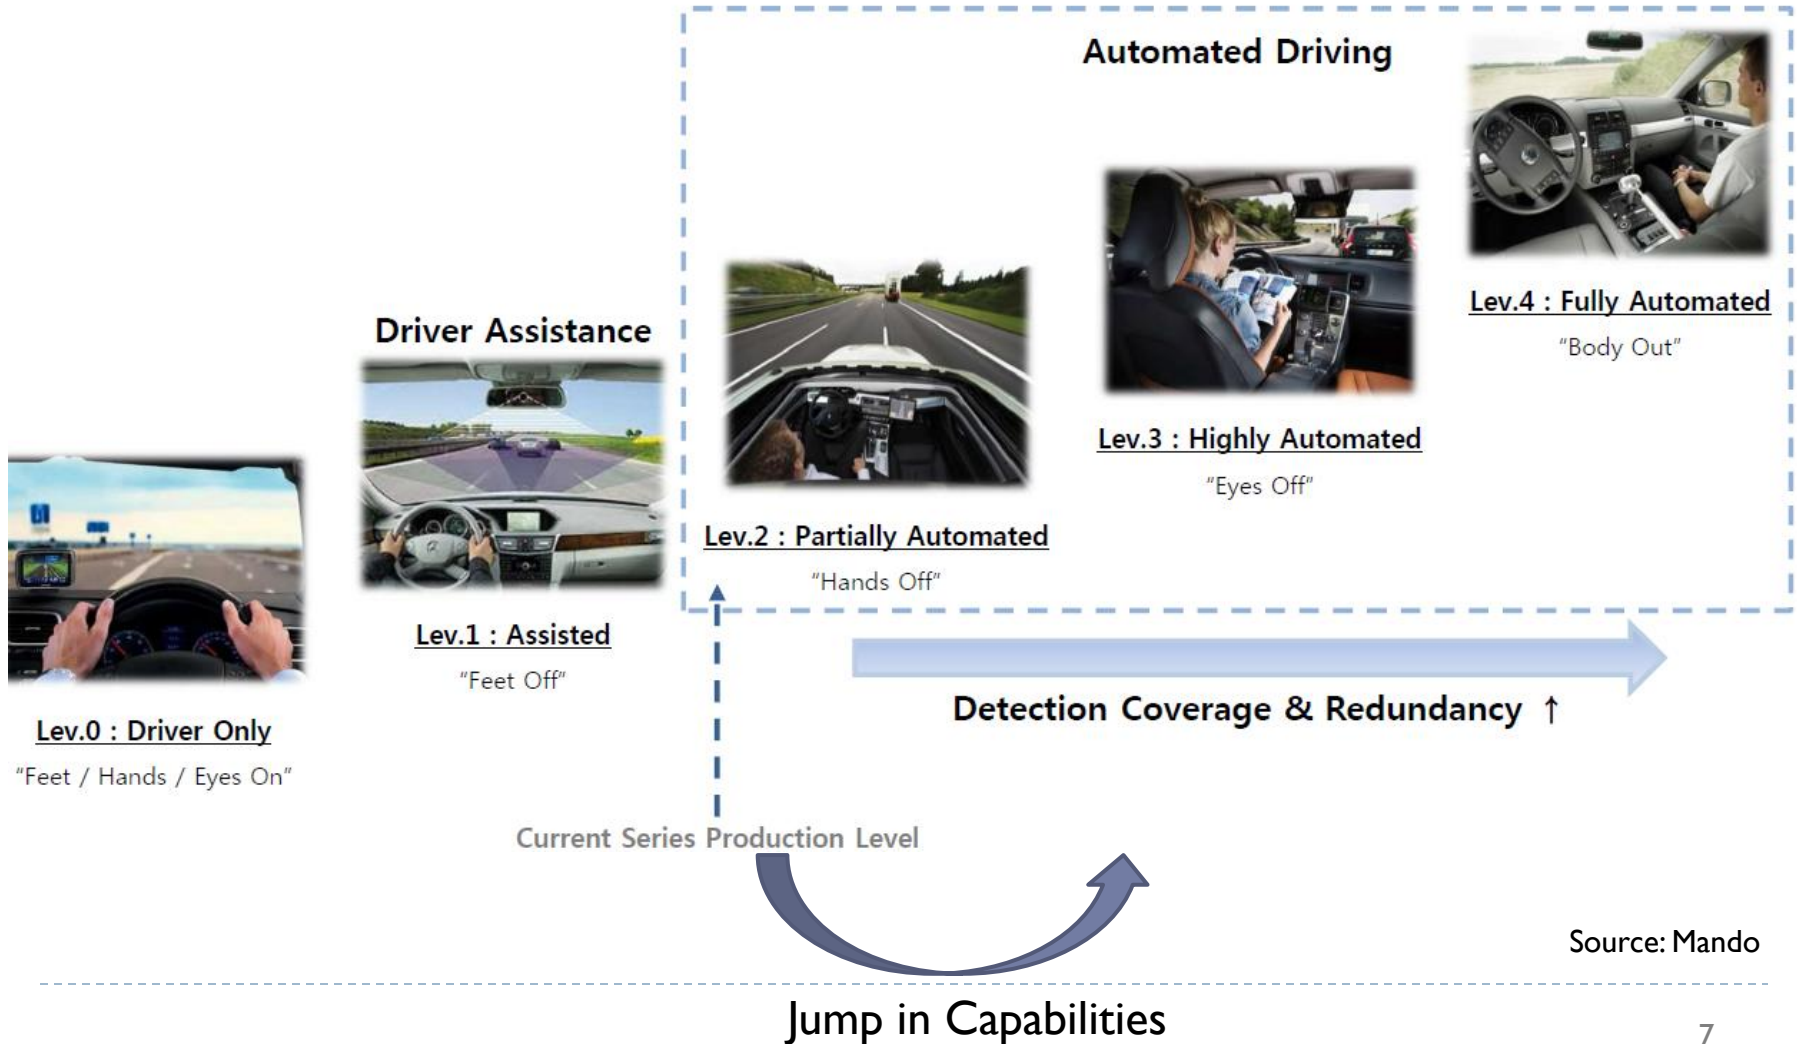 Automated Driving
Lev.4 : Fully Automated
"Body Out"
Lev.3 : Highly Automated
"Eyes Off"
Driver Assistance
Lev.2 : Partially Automated
"Hands Off"
Lev.1 : Assisted
"Feet Off"
Lev.0 : Driver Only
"Feet / Hands / Eyes On"
Detection Coverage & Redundancy ↑
Current Series Production Level
Source: Mando
Jump in Capabilities
7